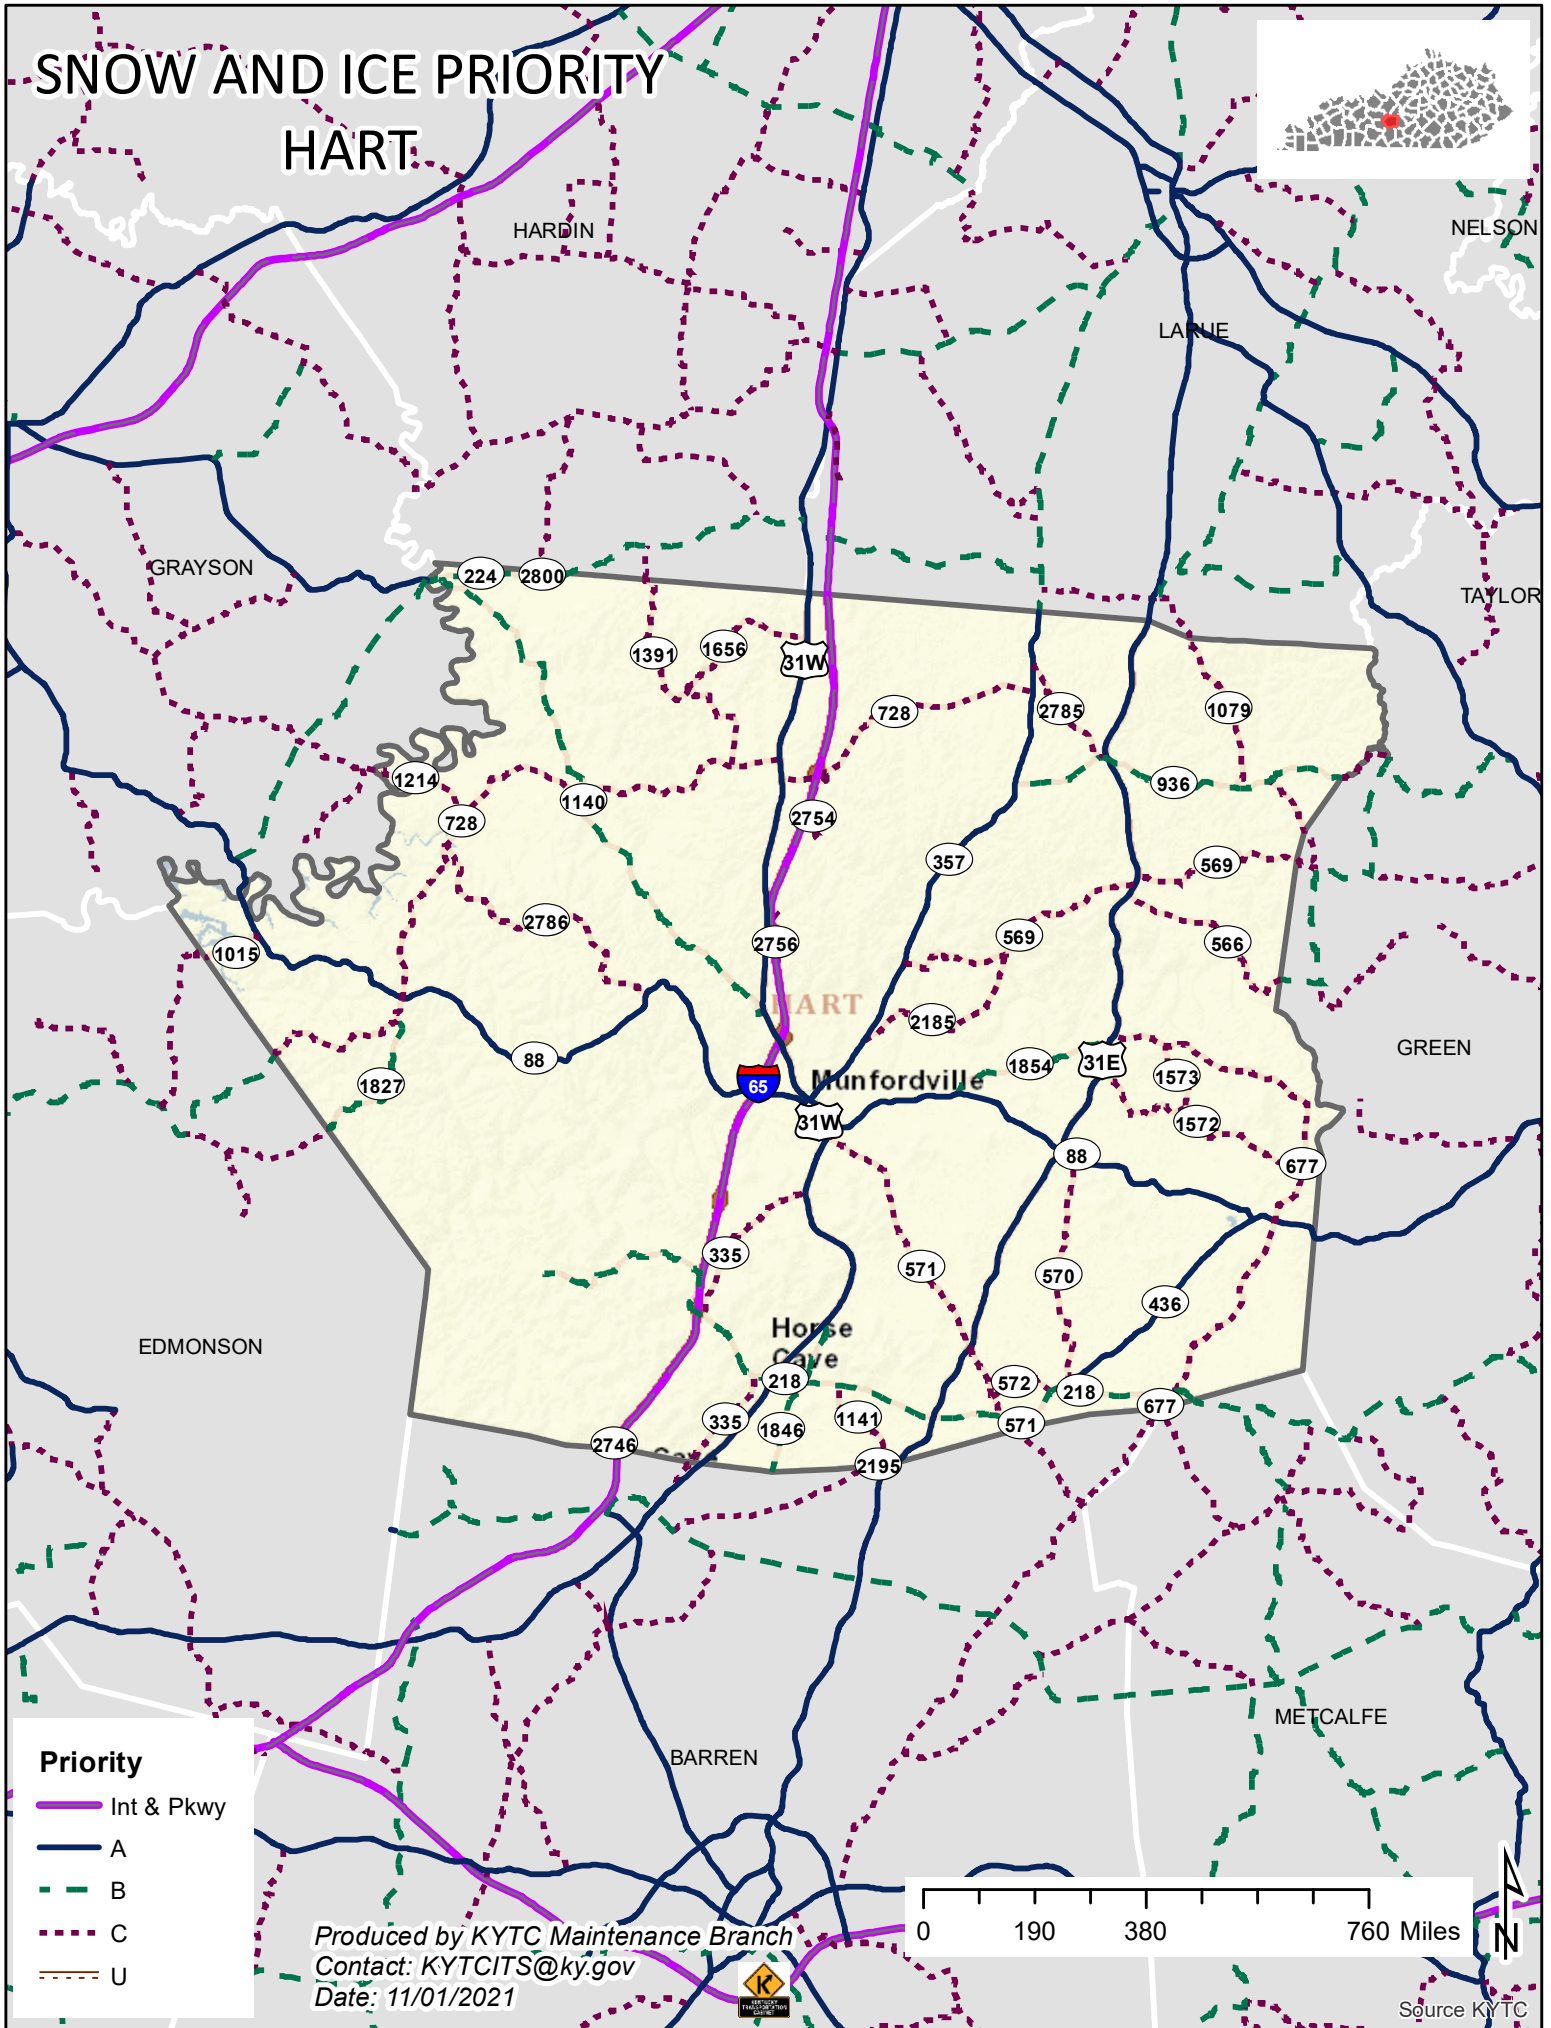 SNOW AND ICE PRIORITY
HART
HARDIN
NELSON
LARUE
GRAYSON
TAYLOR
224
2800
1391
1656
31W
728
2785
1079
1214
1140
936
728
2754
357
569
2786
2756
569
566
1015
HART
2185
GREEN
88
1854
31E
1573
1827
65
Munfordville
31W
1572
88
677
335
571
570
436
EDMONSON
Horse
Cave
218
572
218
677
335
1846
1141
571
2746
Cave
2195
METCALFE
BARREN
Priority
Int & Pkwy
A
B
C
U
Produced by KYTC Maintenance Branch
Contact: KYTCITS@ky.gov
Date: 11/01/2021
K
KENTUCKY
TRANSPORTATION
CABINET
0 190 380 760 Miles
N
Source KYTC